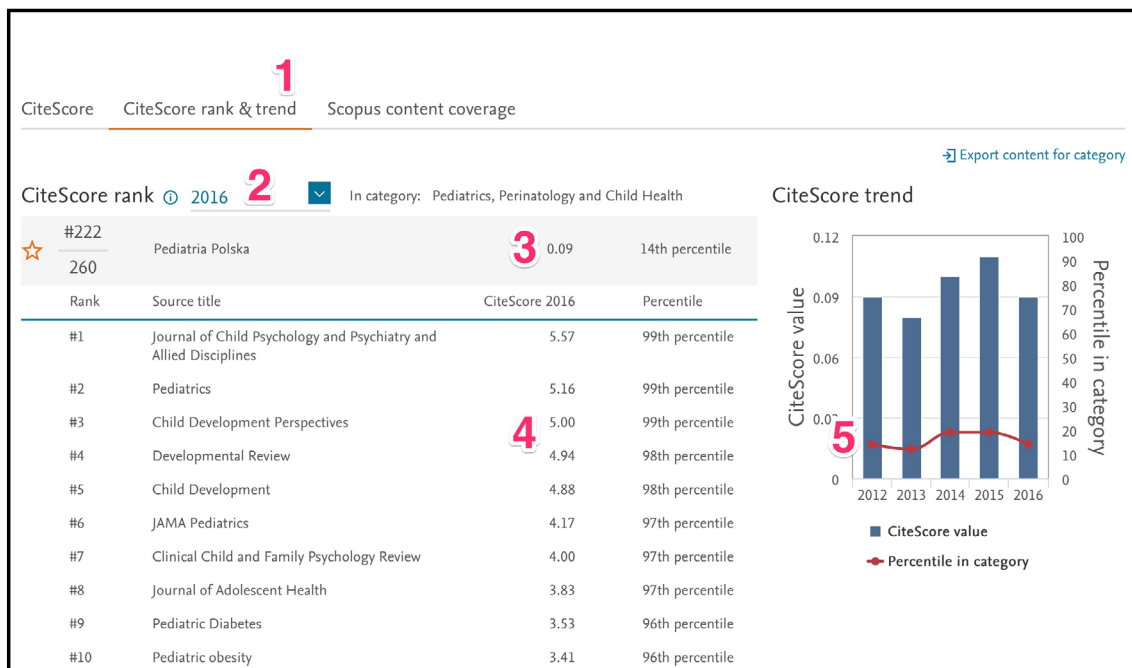 1
CiteScore CiteScore rank & trend Scopus content coverage
Export content for category
CiteScore rank 2016 2 In category: Pediatrics, Perinatology and Child Health
#222
260
Pediatria Polska 3 0.09 14th percentile
Rank Source title CiteScore 2016 Percentile
#1 Journal of Child Psychology and Psychiatry and 5.57 99th percentile
Allied Disciplines
#2 Pediatrics 5.16 99th percentile
#3 Child Development Perspectives 5.00 99th percentile
4
#4 Developmental Review 4.94 98th percentile
#5 Child Development 4.88 98th percentile
#6 JAMA Pediatrics 4.17 97th percentile
#7 Clinical Child and Family Psychology Review 4.00 97th percentile
#8 Journal of Adolescent Health 3.83 97th percentile
#9 Pediatric Diabetes 3.53 96th percentile
#10 Pediatric obesity 3.41 96th percentile
CiteScore trend
CiteScore value
0.12
0.09
0.06
0.03
0
5
100
90
80
70
60
50
40
30
20
10
0
Percentile in category
2012 2013 2014 2015 2016
CiteScore value
Percentile in category